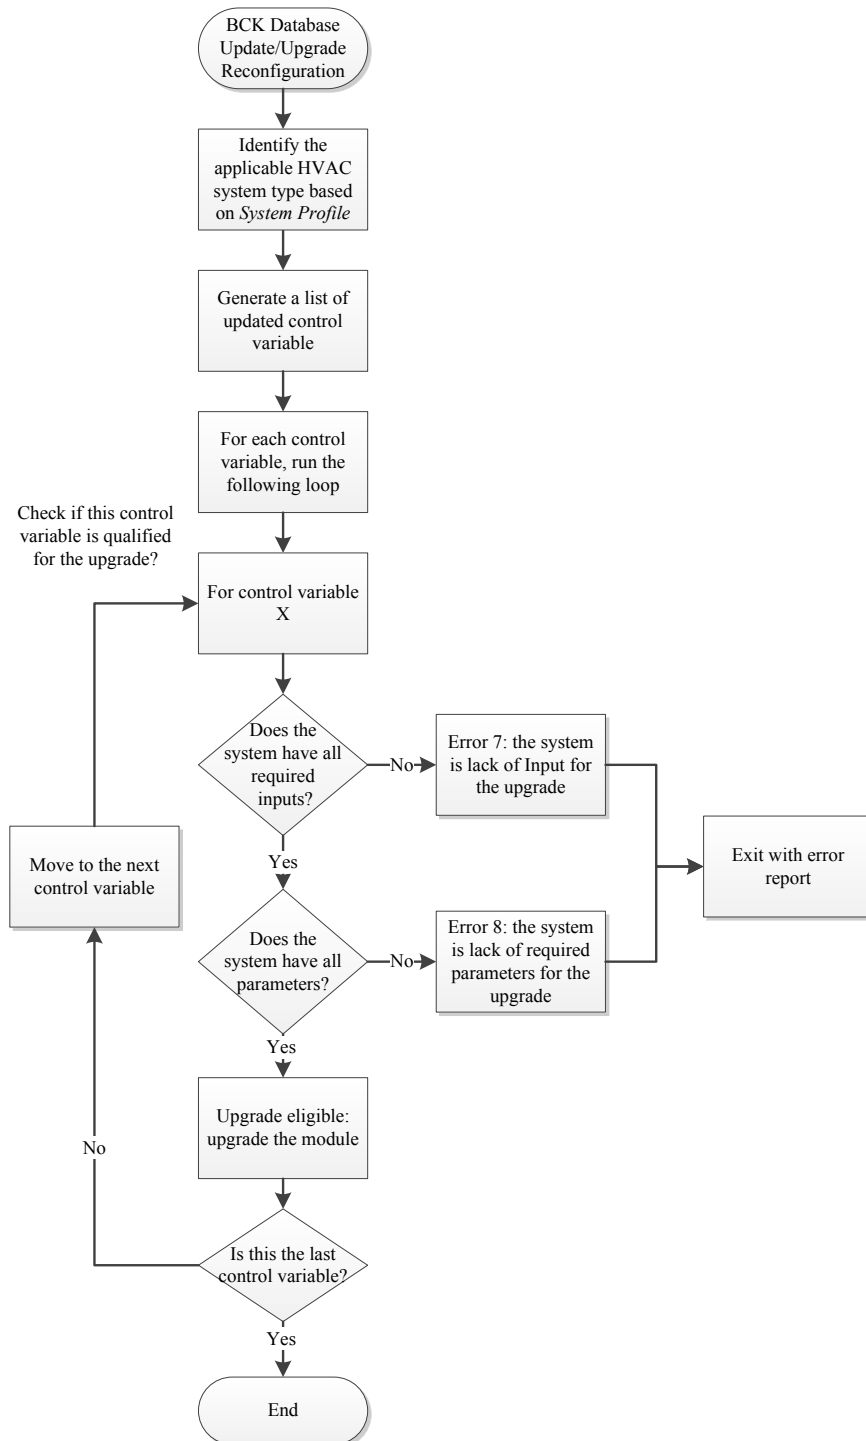 BCK Database
Update/Upgrade
Reconfiguration
Identify the
applicable HVAC
system type based
on System Profile
Generate a list of
updated control
variable
For each control
variable, run the
following loop
Check if this control
variable is qualified
for the upgrade?
For control variable
X
Does the
system have all
required
inputs?
No
Error 7: the system
is lack of Input for
the upgrade
Exit with error
report
Yes
Move to the next
control variable
Does the
system have all
parameters?
No
Error 8: the system
is lack of required
parameters for the
upgrade
Yes
Upgrade eligible:
upgrade the module
No
Is this the last
control variable?
Yes
End